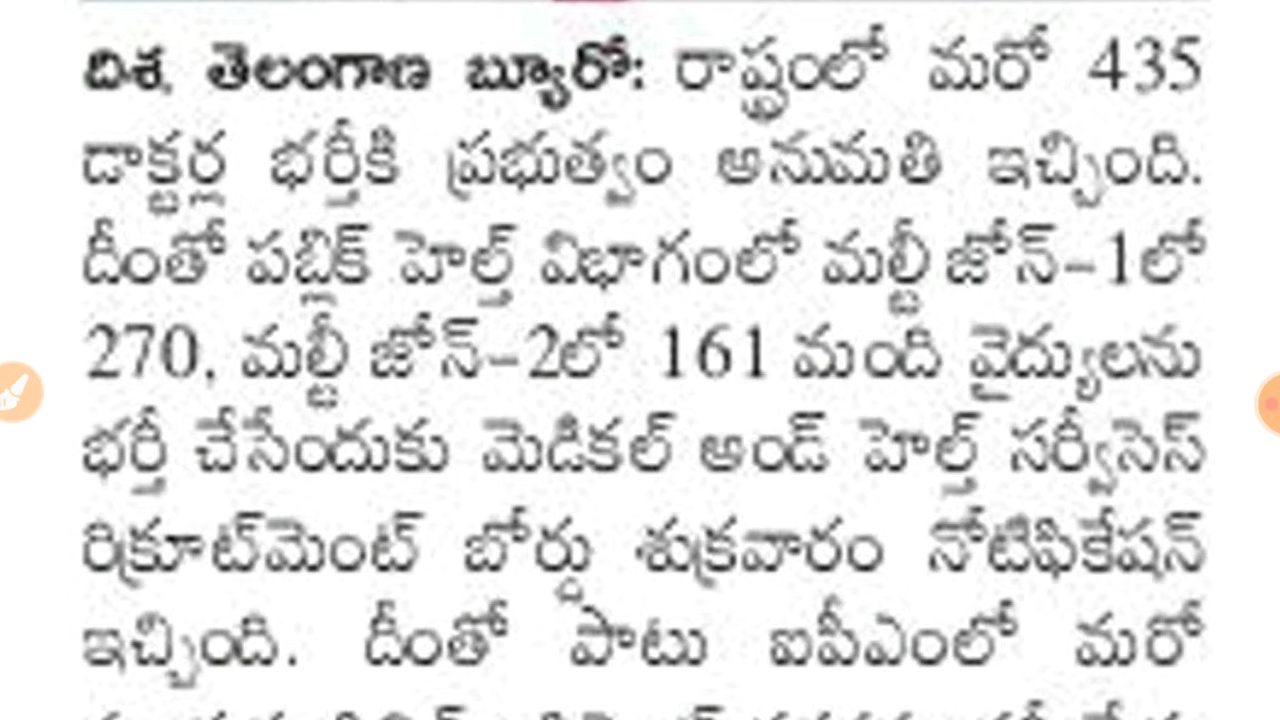 దిశ, తెలంగాణ బ్యూరో: రాష్ట్రంలో మరో 435
డాక్టర్ల భర్తీకి ప్రభుత్వం అనుమతి ఇచ్చింది.
దీంతో పబ్లిక్ హెల్త్ విభాగంలో మల్టీ జోన్-1లో
270, మల్టీ జోన్-2లో 161 మంది వైద్యులను
భర్తీ చేసేందుకు మెడికల్ అండ్ హెల్త్ సర్వీసెస్
రిక్రూట్‌మెంట్ బోర్డు శుక్రవారం నోటిఫికేషన్
ఇచ్చింది. దీంతో పాటు ఐపీఎంలో మరో